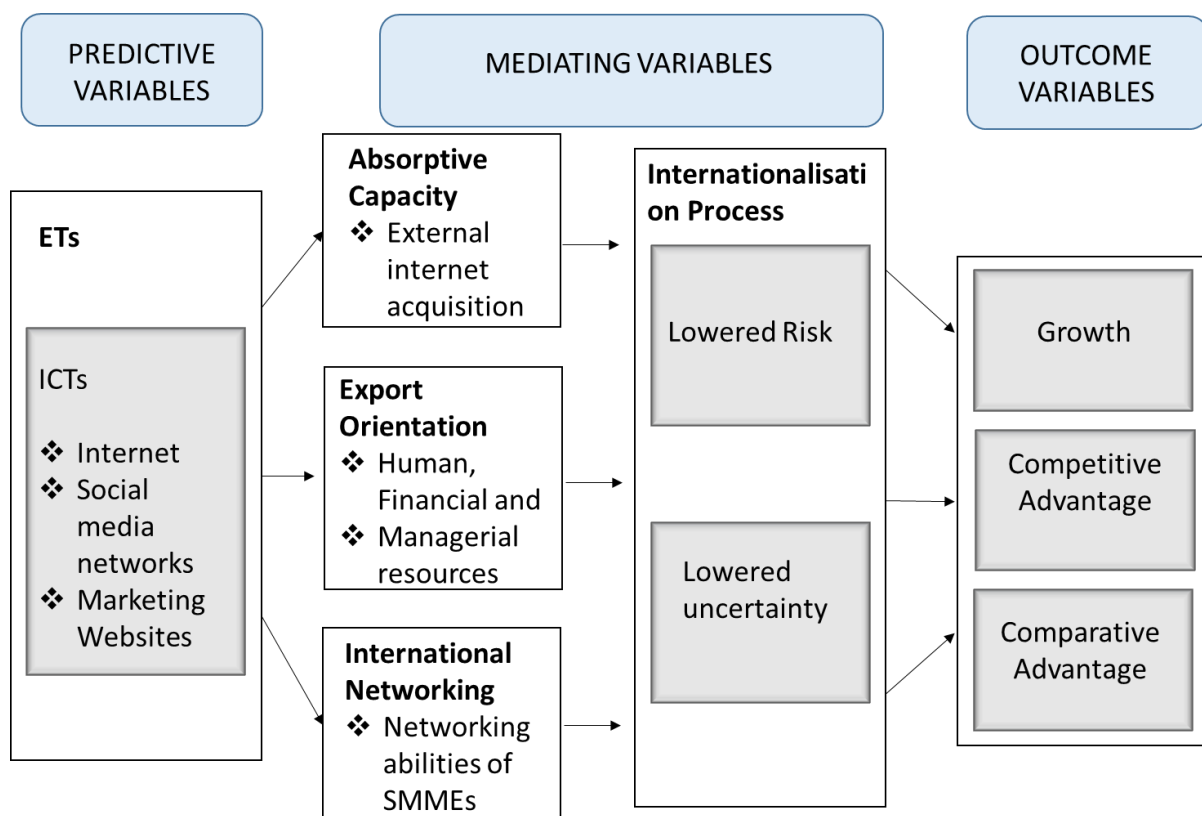 PREDICTIVE
VARIABLES
MEDIATING VARIABLES
OUTCOME
VARIABLES
ETs
ICTs
❖ Internet
❖ Social
media
networks
❖ Marketing
Websites
Absorptive
Capacity
❖ External
internet
acquisition
Export
Orientation
❖ Human,
Financial and
❖ Managerial
resources
International
Networking
❖ Networking
abilities of
SMMEs
Internationalisati
on Process
Lowered Risk
Lowered
uncertainty
Growth
Competitive
Advantage
Comparative
Advantage